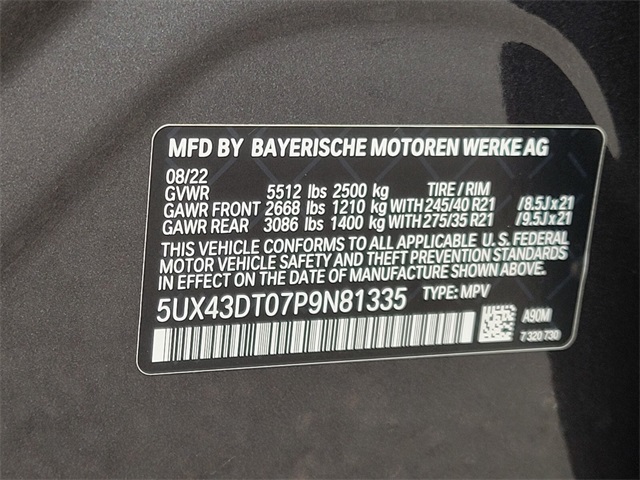 MFD BY BAYERISCHE MOTOREN WERKE AG
08/22
GVWR 5512 lbs 2500 kg TIRE / RIM
GAWR FRONT 2668 lbs 1210 kg WITH 245/40 R21 /8.5J x 21
GAWR REAR 3086 lbs 1400 kg WITH 275/35 R21 /9.5J x 21
THIS VEHICLE CONFORMS TO ALL APPLICABLE U. S. FEDERAL
MOTOR VEHICLE SAFETY AND THEFT PREVENTION STANDARDS
IN EFFECT ON THE DATE OF MANUFACTURE SHOWN ABOVE.
5UX43DT07P9N81335 TYPE: MPV
A90M
7 320 730